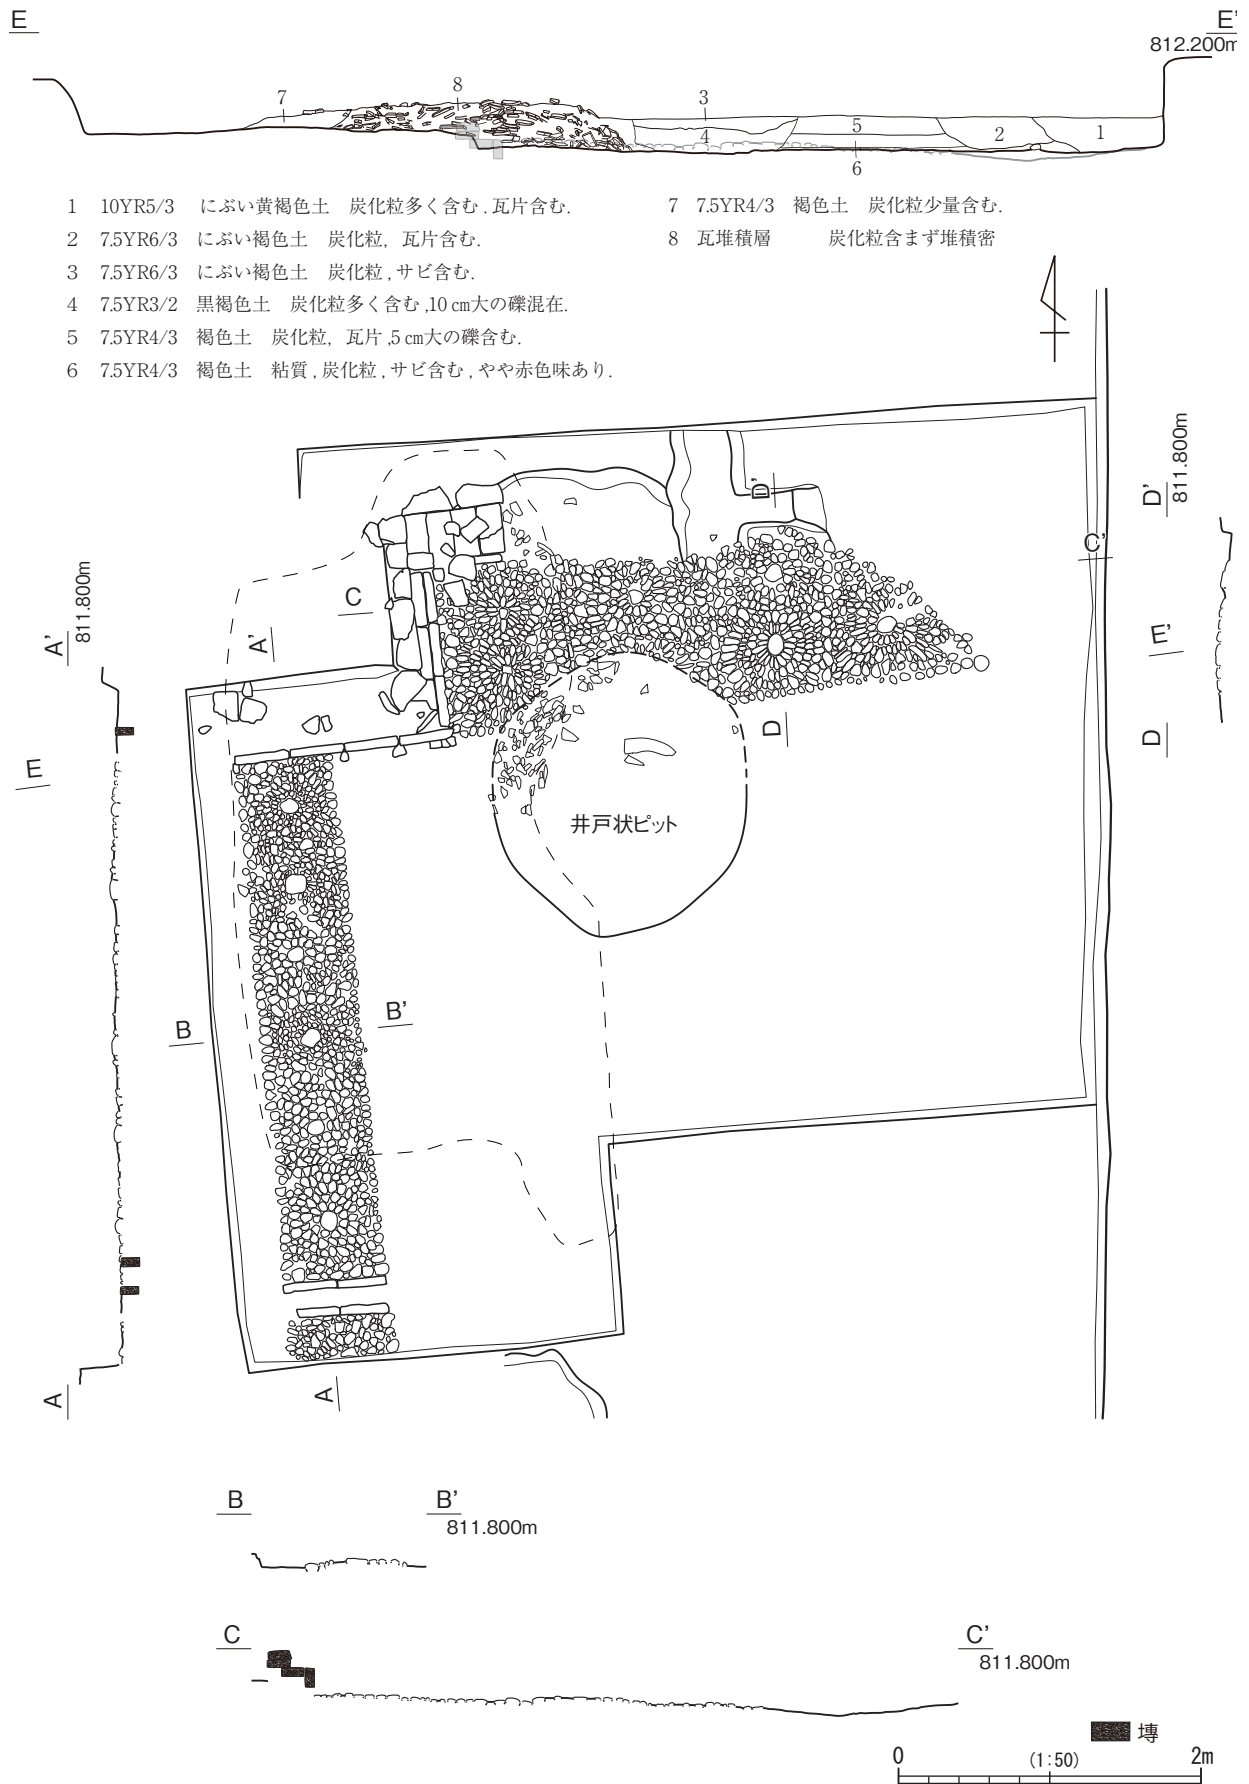 E
E'
812.200m
7
8
3
4
5
2
1
6
1 10YR5/3 にぶい黄褐色土 炭化粒多く含む.瓦片含む.
2 7.5YR6/3 にぶい褐色土 炭化粒, 瓦片含む.
3 7.5YR6/3 にぶい褐色土 炭化粒,サビ含む.
4 7.5YR3/2 黒褐色土 炭化粒多く含む,10㎝大の礫混在.
5 7.5YR4/3 褐色土 炭化粒, 瓦片,5㎝大の礫含む.
6 7.5YR4/3 褐色土 粘質,炭化粒,サビ含む,やや赤色味あり.
7 7.5YR4/3 褐色土 炭化粒少量含む.
8 瓦堆積層 炭化粒含まず堆積密
D'
811.800m
D'
C'
A'
811.800m
C
A'
E'
D
D
E
井戸状ピット
B
B'
A
A
B
B'
811.800m
C
C'
811.800m
塼
0
(1:50)
2m